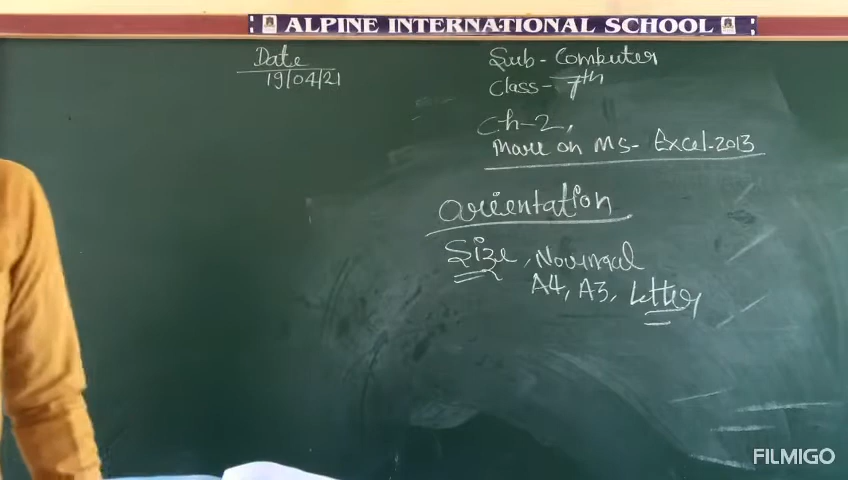 ALPINE INTERNATIONAL SCHOOL
Date
19/04/21
Sub- Computer
Class- 7th
Ch-2,
More on MS- Excel-2013
Orientation
Size, Normal
A4, A3, Letter
FILMIGO